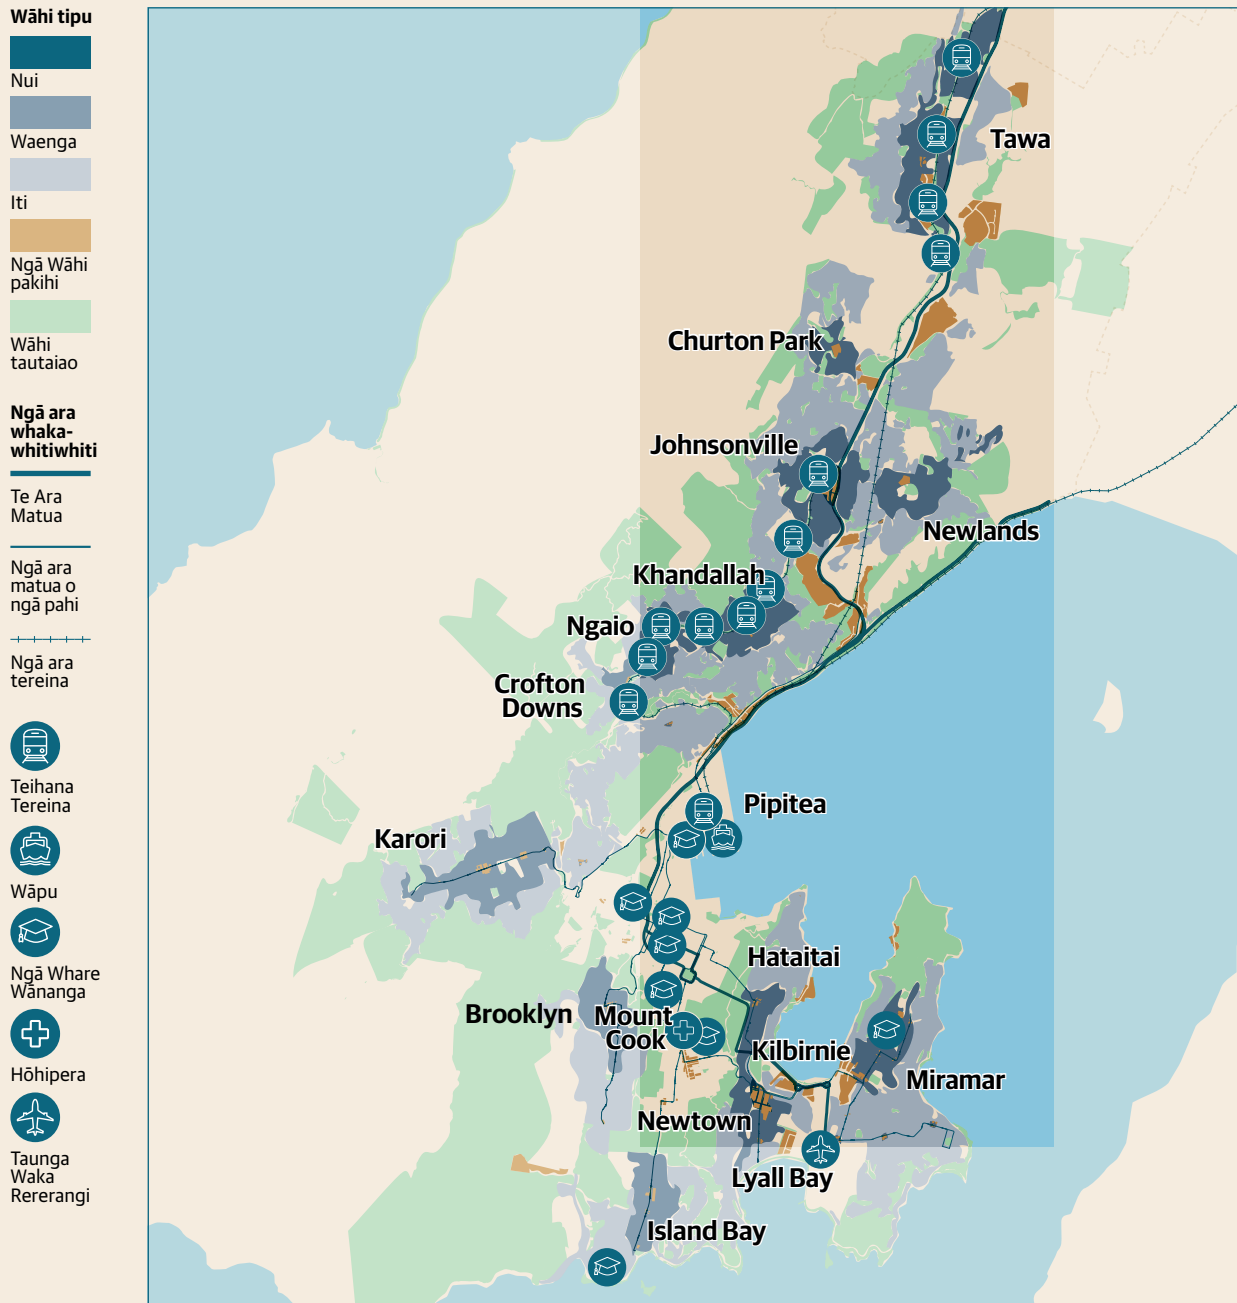 Wāhi tipu
Nui
Waenga
Iti
Ngā Wāhi
pakihi
Wāhi
tautaiao
Ngā ara
whaka-
whitiwhiti
Te Ara
Matua
Ngā ara
matua o
ngā pahi
Ngā ara
tereina
Teihana
Tereina
Wāpu
Ngā Whare
Wānanga
Hōhipera
Taunga
Waka
Rererangi
Tawa
Churton Park
Johnsonville
Newlands
Khandallah
Ngaio
Crofton
Downs
Pipitea
Karori
Hataitai
Brooklyn
Mount
Cook
Kilbirnie
Miramar
Newtown
Lyall Bay
Island Bay